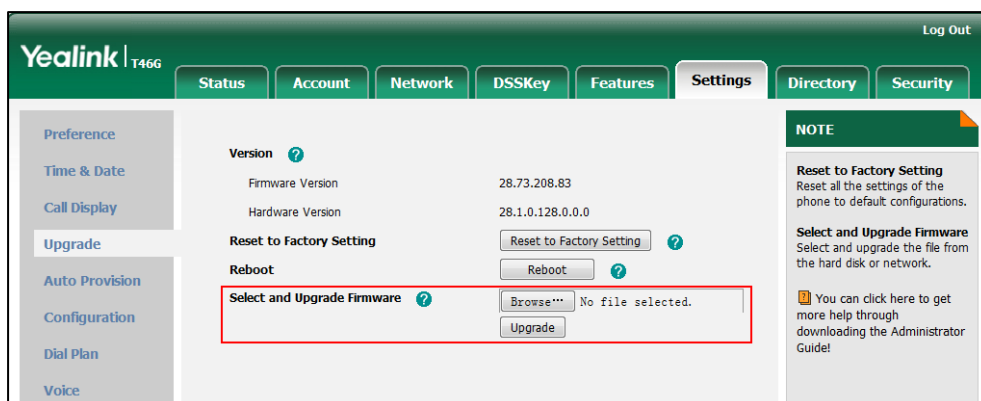 Log Out
Yealink | T46G
Status Account Network DSSKey Features Settings Directory Security
Preference
Time & Date
Call Display
Upgrade
Auto Provision
Configuration
Dial Plan
Voice
Version ?
Firmware Version 28.73.208.83
Hardware Version 28.1.0.128.0.0.0
Reset to Factory Setting Reset to Factory Setting ?
Reboot Reboot ?
Select and Upgrade Firmware ? Browse... No file selected.
Upgrade
NOTE
Reset to Factory Setting
Reset all the settings of the
phone to default configurations.
Select and Upgrade Firmware
Select and upgrade the file from
the hard disk or network.
? You can click here to get
more help through
downloading the Administrator
Guide!